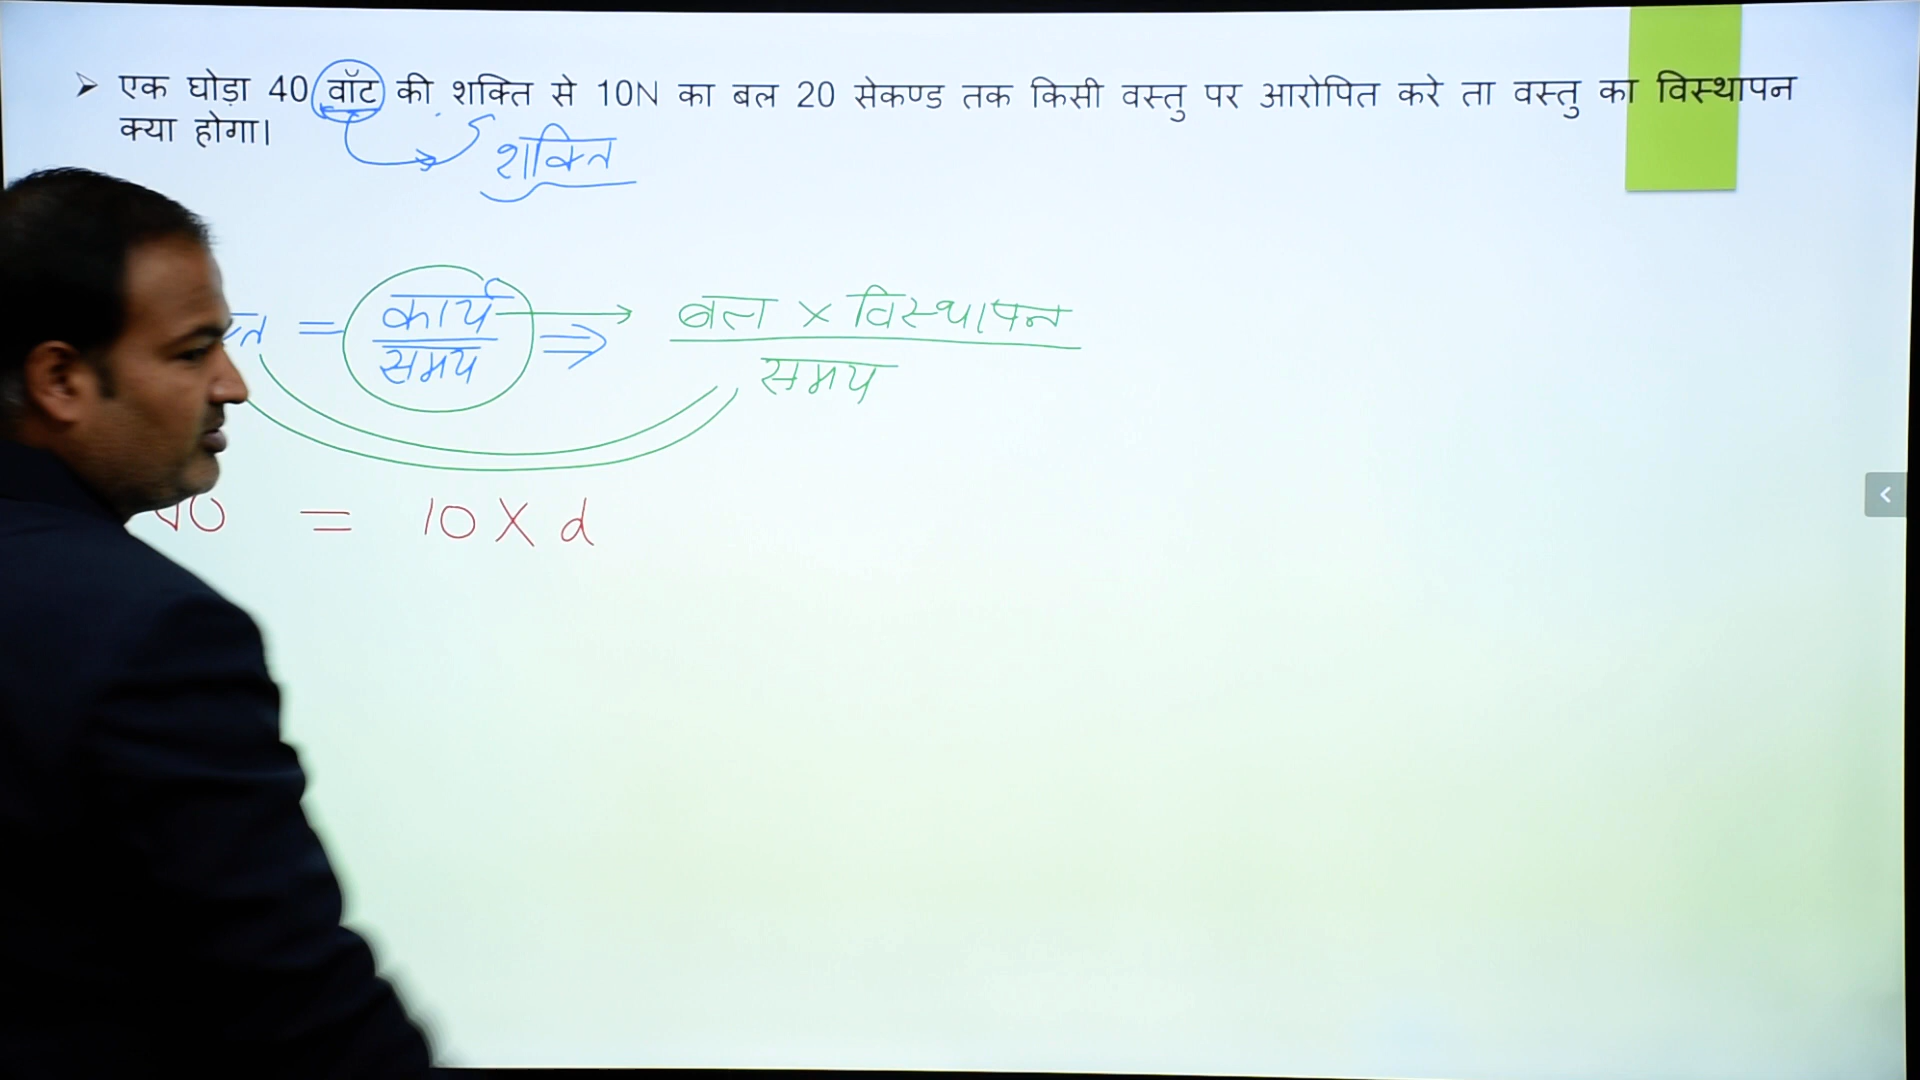 ➤ एक घोड़ा 40 वॉट की शक्ति से 10N का बल 20 सेकण्ड तक किसी वस्तु पर आरोपित करे ता वस्तु का विस्थापन
क्या होगा।
शक्ति
= कार्य / समय ⇒ बल × विस्थापन / समय
40 = 10 X d